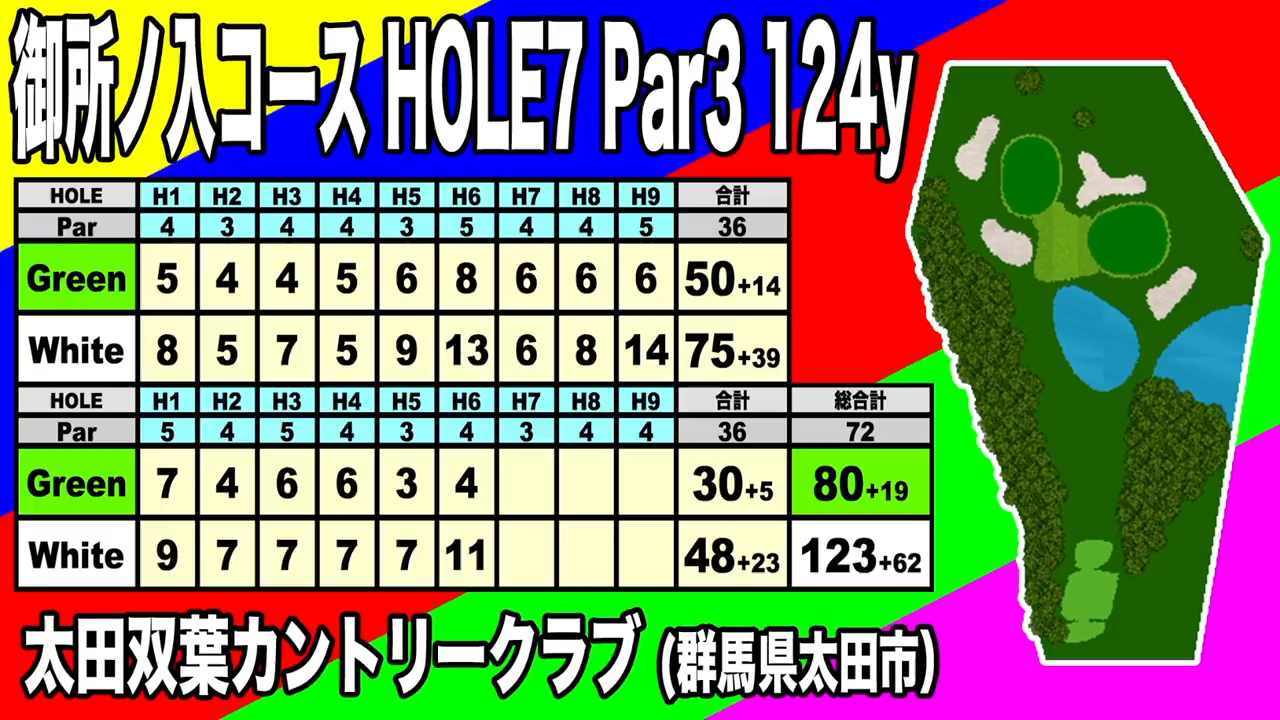 御所ノ入コース HOLE7 Par3 124y
HOLE H1 H2 H3 H4 H5 H6 H7 H8 H9 合計
Par 4 3 4 4 3 5 4 4 5 36
Green 5 4 4 5 6 8 6 6 6 50+14
White 8 5 7 5 9 13 6 8 14 75+39
HOLE H1 H2 H3 H4 H5 H6 H7 H8 H9 合計 総合計
Par 5 4 5 4 3 4 3 4 4 36 72
Green 7 4 6 6 3 4 30+5 80+19
White 9 7 7 7 7 11 48+23 123+62
太田双葉カントリークラブ (群馬県太田市)